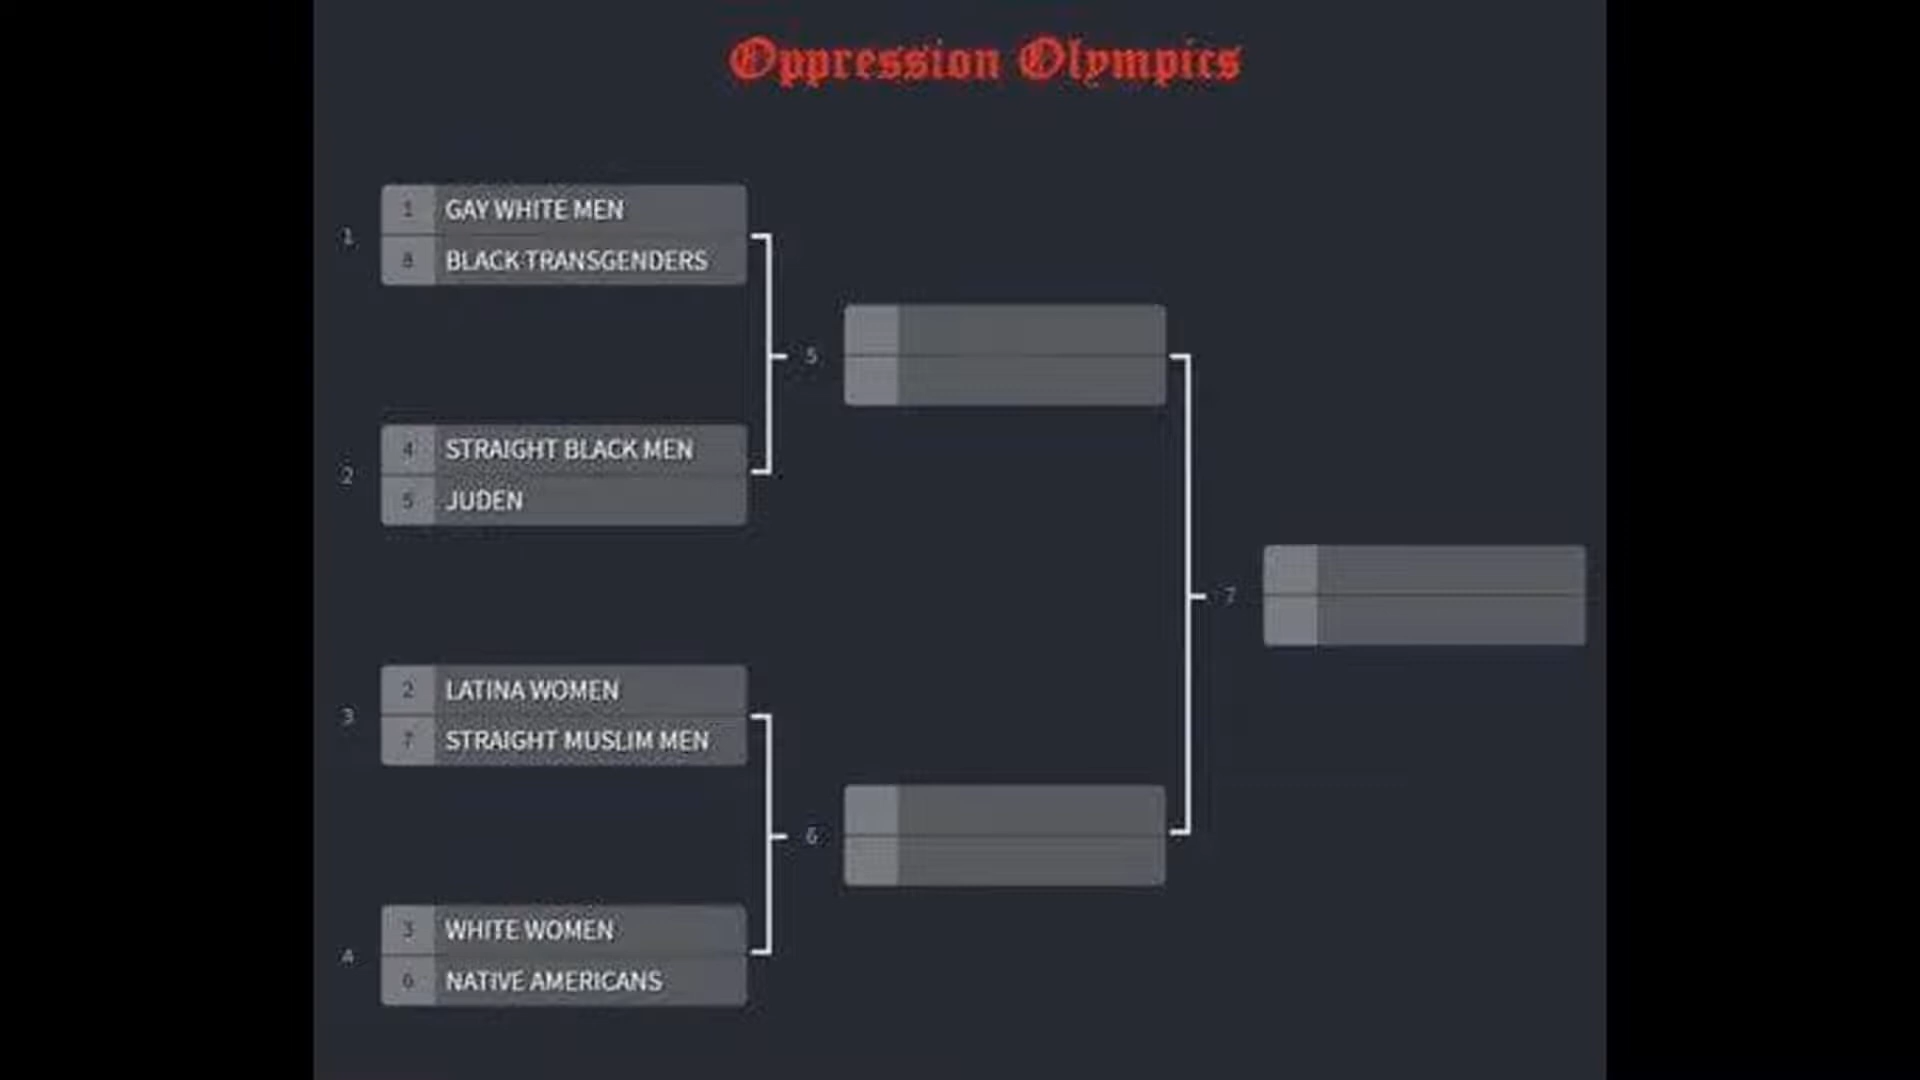 Oppression Olympics
1
1 GAY WHITE MEN
8 BLACK TRANSGENDERS
2
4 STRAIGHT BLACK MEN
5 JUDEN
5
3
2 LATINA WOMEN
7 STRAIGHT MUSLIM MEN
4
3 WHITE WOMEN
6 NATIVE AMERICANS
6
7